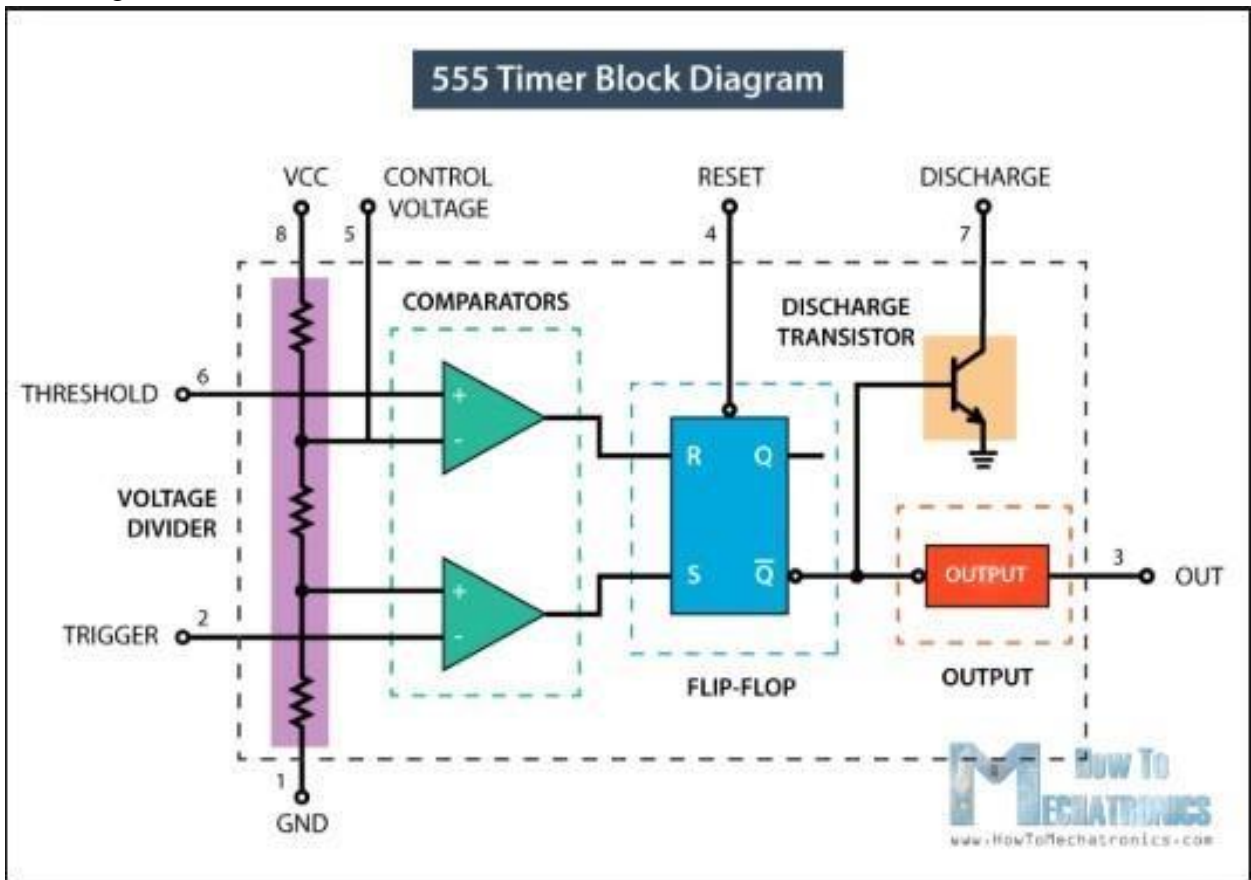 555 Timer Block Diagram
VCC
CONTROL
VOLTAGE
RESET
DISCHARGE
8
5
4
7
COMPARATORS
DISCHARGE
TRANSISTOR
THRESHOLD
6
+
-
R
Q
VOLTAGE
DIVIDER
+
-
S
Q̅
OUTPUT
3
OUT
TRIGGER
2
FLIP-FLOP
OUTPUT
1
GND
How To
MECHATRONICS
www.HowToMechatronics.com